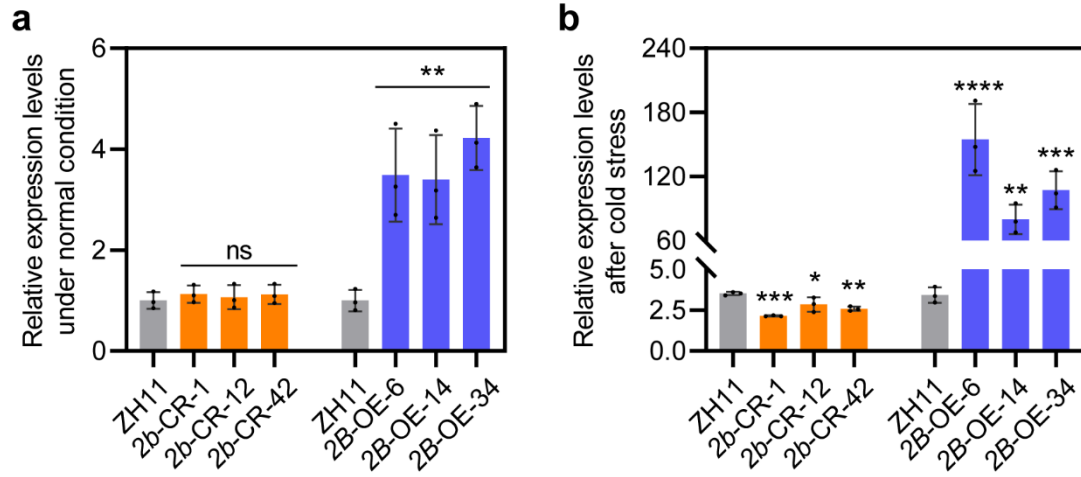 a
Relative expression levels
under normal condition
6
4
2
0
ns
**
ZH11
2b-CR-1
2b-CR-12
2b-CR-42
ZH11
2B-OE-6
2B-OE-14
2B-OE-34
b
Relative expression levels
after cold stress
240
180
120
60
5.0
2.5
0.0
***
*
**
****
**
***
ZH11
2b-CR-1
2b-CR-12
2b-CR-42
ZH11
2B-OE-6
2B-OE-14
2B-OE-34